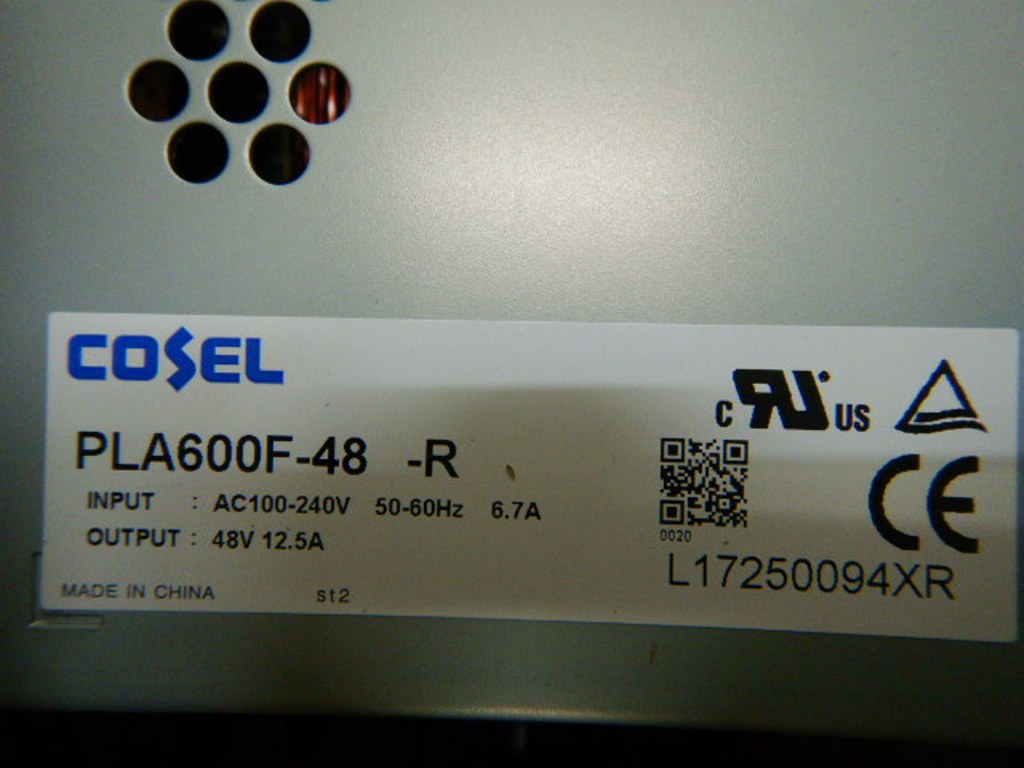 COSEL
PLA600F-48 -R
INPUT : AC100-240V 50-60Hz 6.7A
OUTPUT : 48V 12.5A
MADE IN CHINA st2
C RU US
CE
0020
L17250094XR